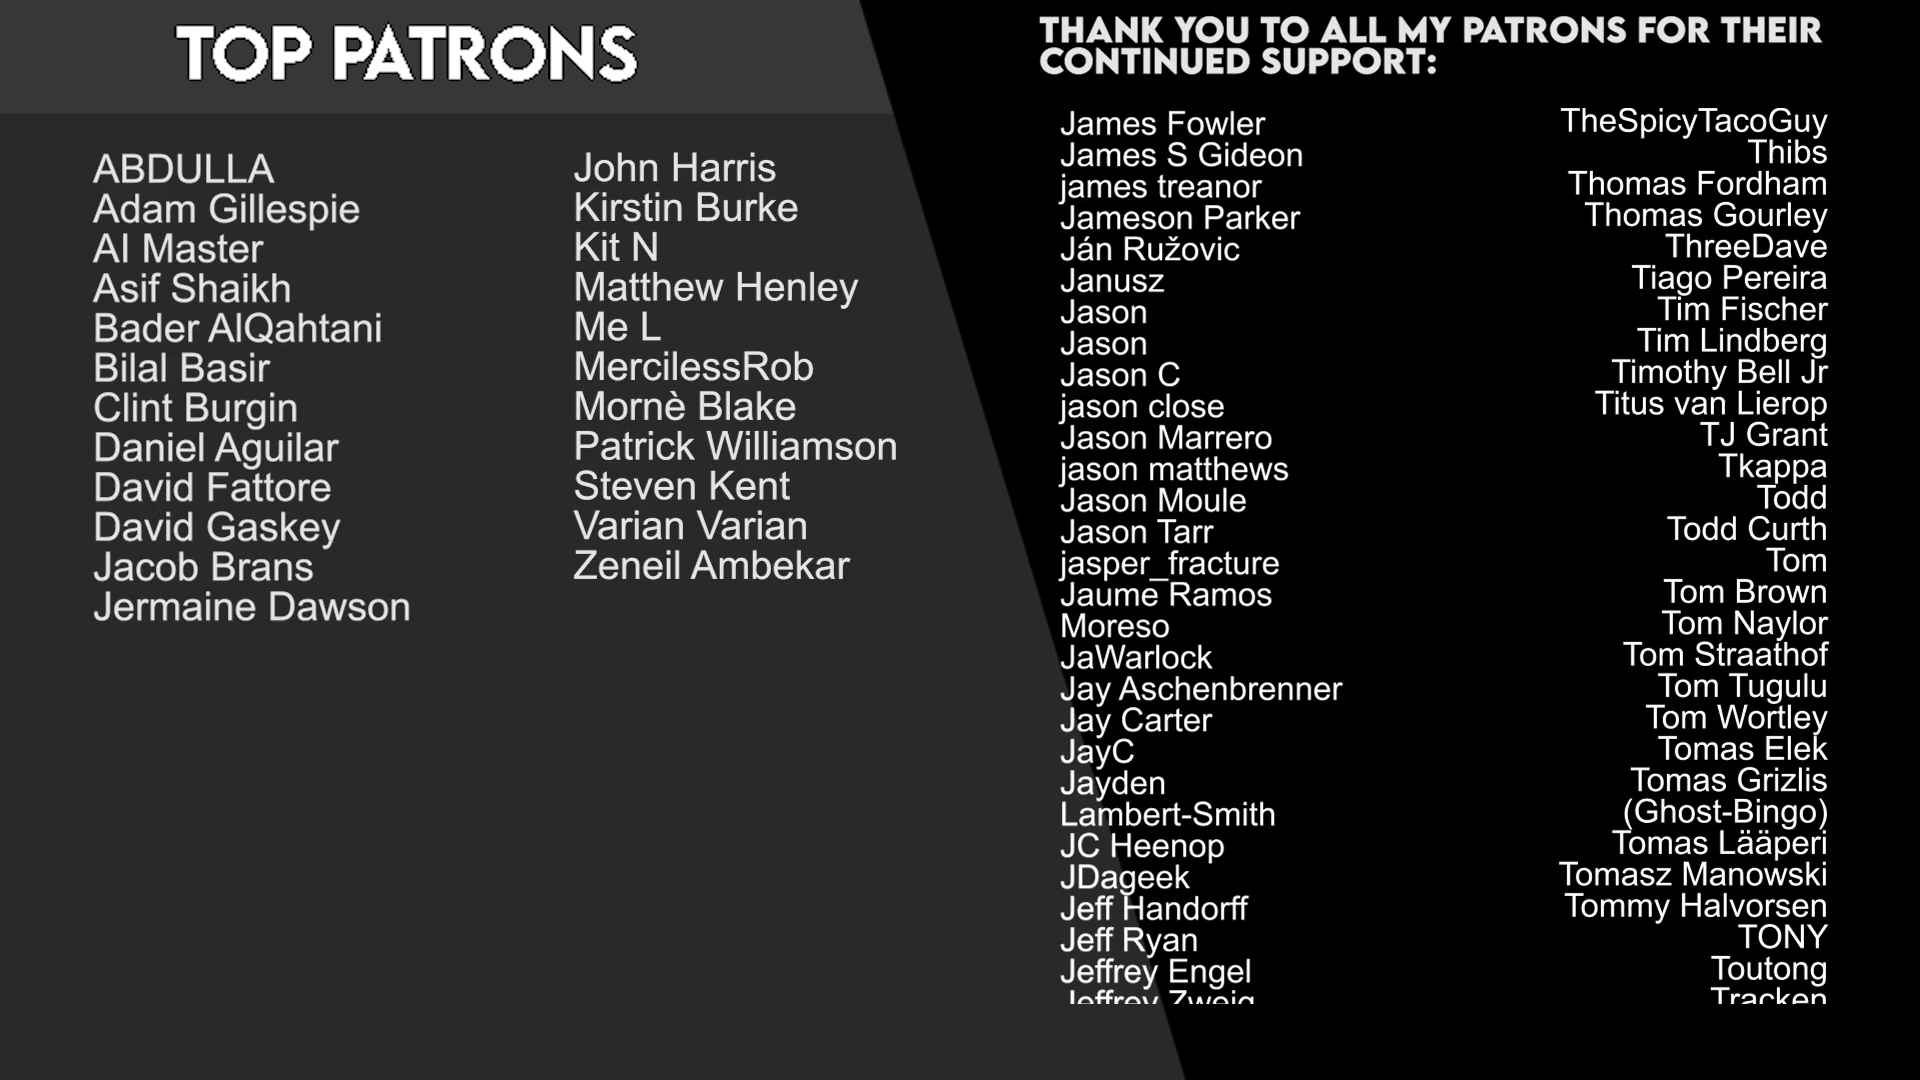 TOP PATRONS
ABDULLA
Adam Gillespie
AI Master
Asif Shaikh
Bader AlQahtani
Bilal Basir
Clint Burgin
Daniel Aguilar
David Fattore
David Gaskey
Jacob Brans
Jermaine Dawson
John Harris
Kirstin Burke
Kit N
Matthew Henley
Me L
MercilessRob
Mornè Blake
Patrick Williamson
Steven Kent
Varian Varian
Zeneil Ambekar
THANK YOU TO ALL MY PATRONS FOR THEIR
CONTINUED SUPPORT:
James Fowler
James S Gideon
james treanor
Jameson Parker
Ján Ružovic
Janusz
Jason
Jason
Jason C
jason close
Jason Marrero
jason matthews
Jason Moule
Jason Tarr
jasper_fracture
Jaume Ramos
Moreso
JaWarlock
Jay Aschenbrenner
Jay Carter
JayC
Jayden
Lambert-Smith
JC Heenop
JDageek
Jeff Handorff
Jeff Ryan
Jeffrey Engel
Jeffrey Zweig
TheSpicyTacoGuy
Thibs
Thomas Fordham
Thomas Gourley
ThreeDave
Tiago Pereira
Tim Fischer
Tim Lindberg
Timothy Bell Jr
Titus van Lierop
TJ Grant
Tkappa
Todd
Todd Curth
Tom
Tom Brown
Tom Naylor
Tom Straathof
Tom Tugulu
Tom Wortley
Tomas Elek
Tomas Grizlis
(Ghost-Bingo)
Tomas Lääperi
Tomasz Manowski
Tommy Halvorsen
TONY
Toutong
Tracken